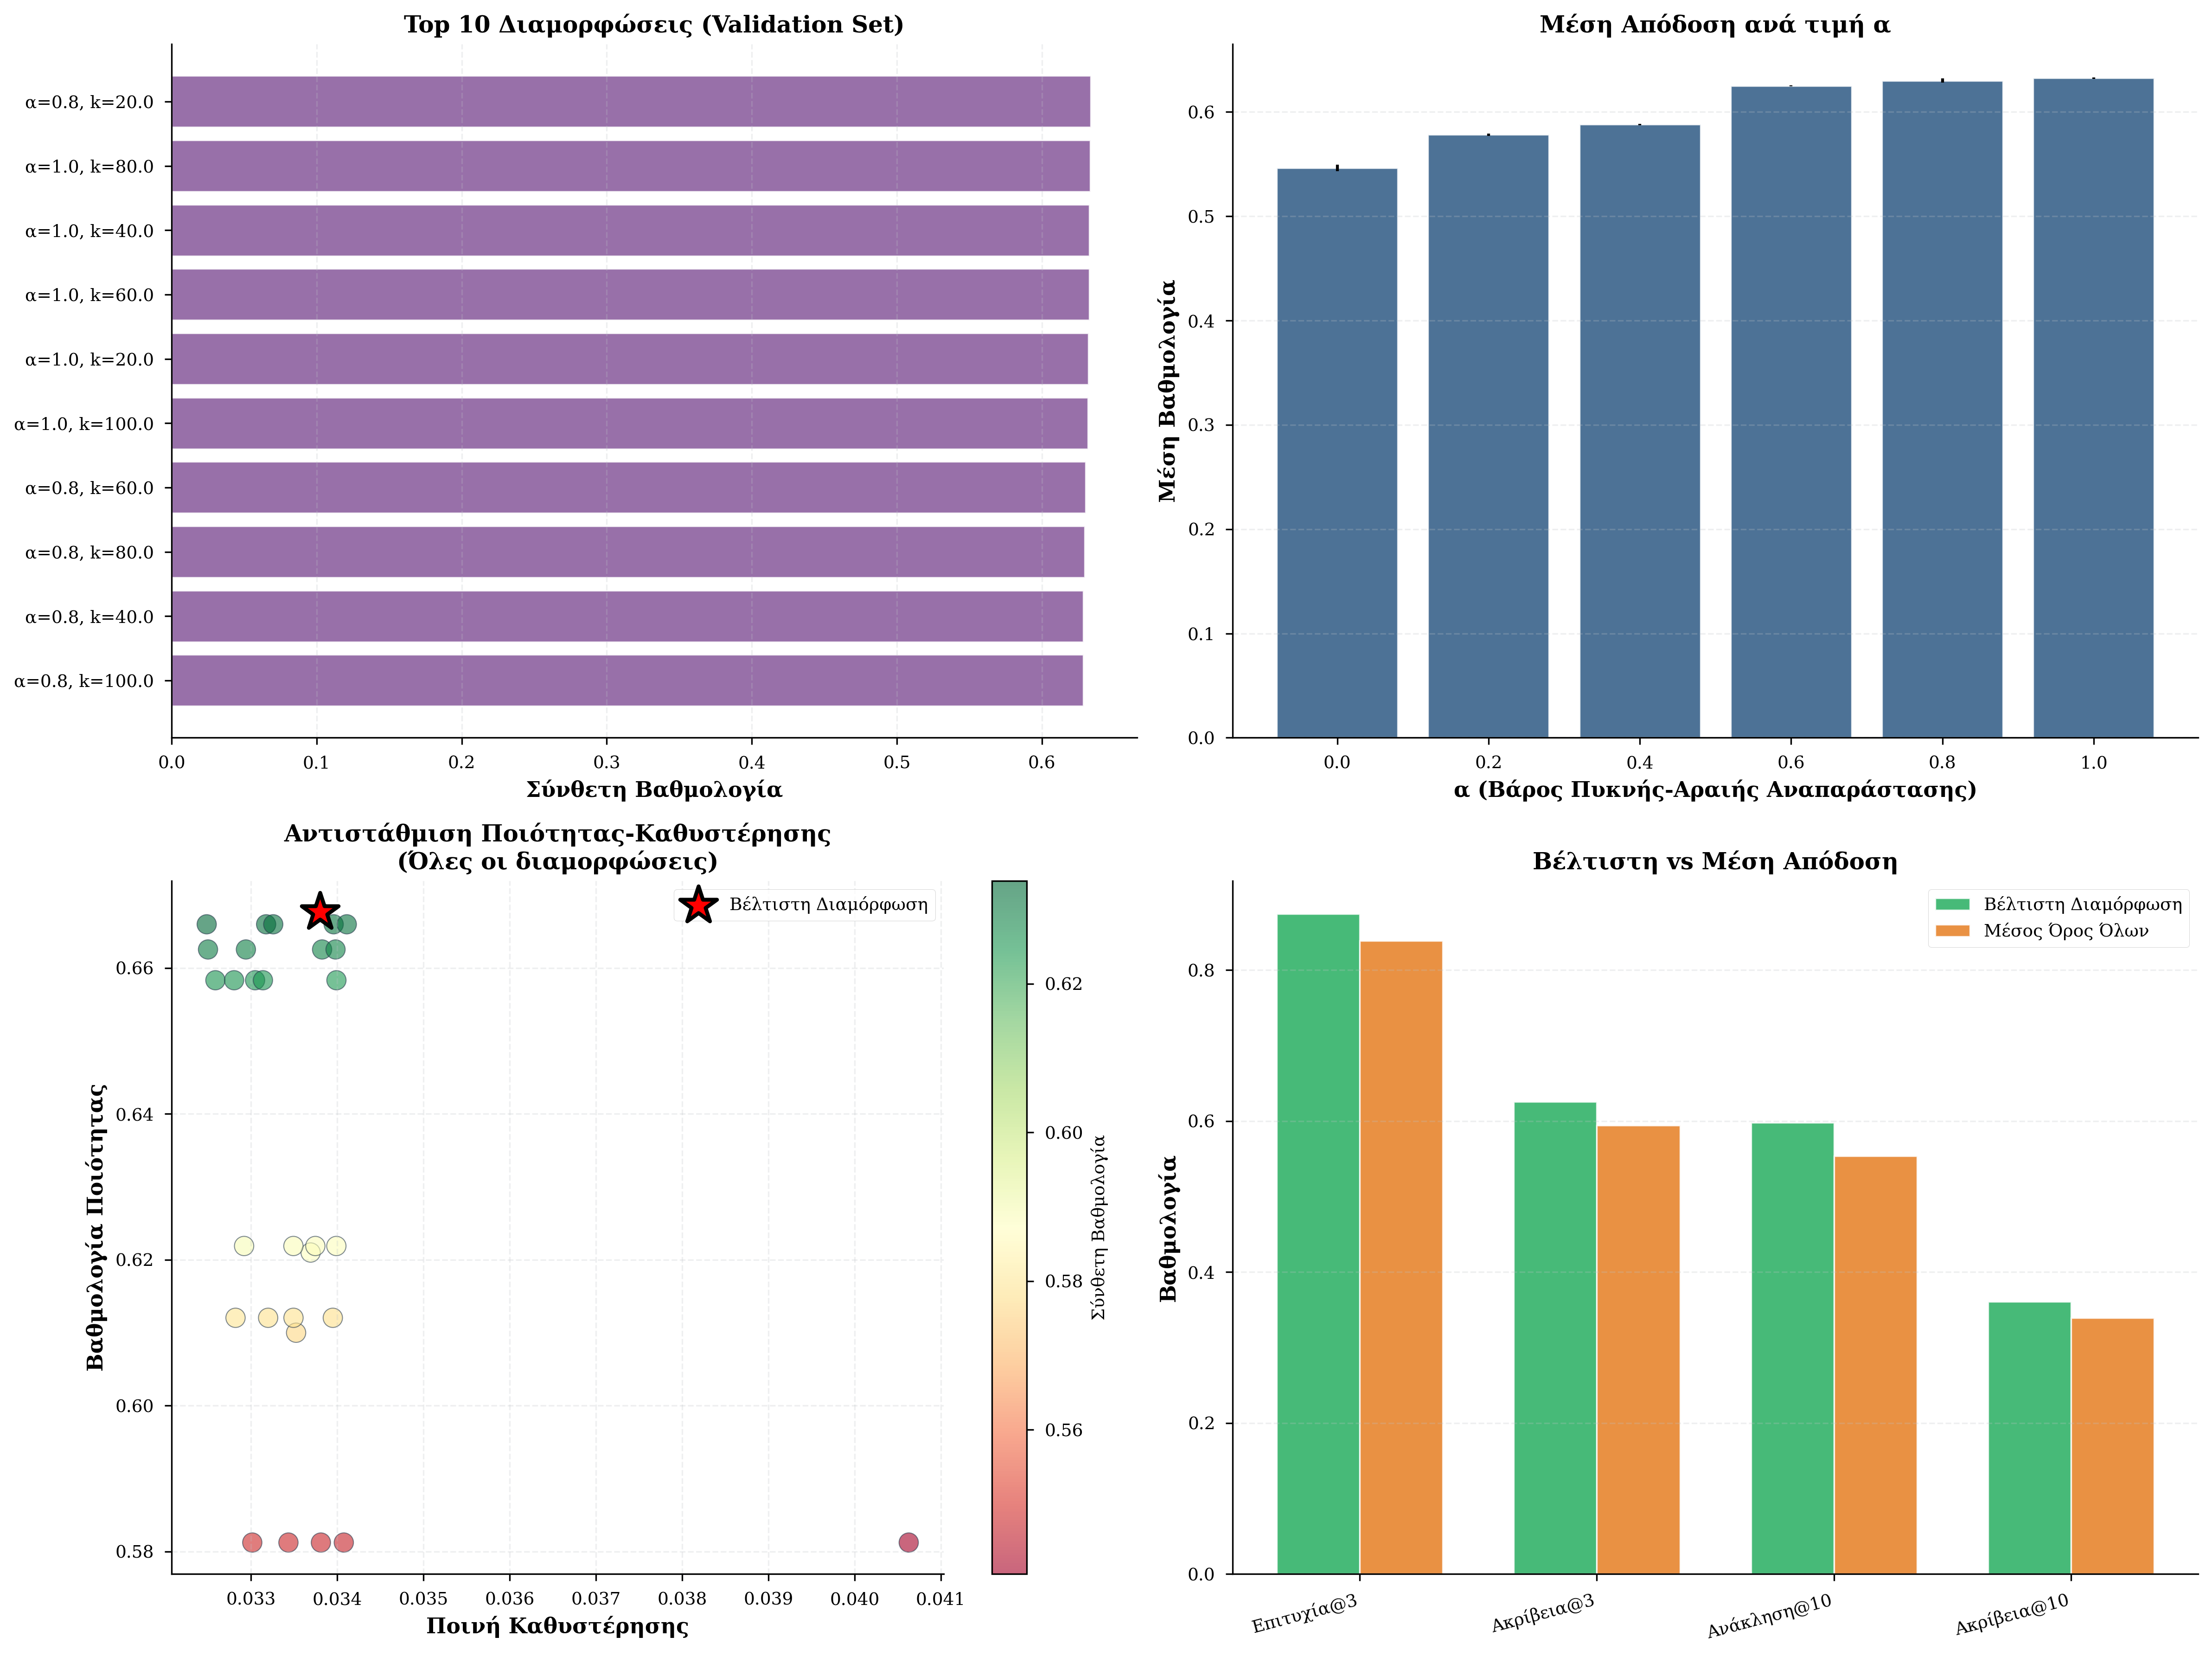 Top 10 Διαμορφώσεις (Validation Set)
α=0.8, k=20.0
α=1.0, k=80.0
α=1.0, k=40.0
α=1.0, k=60.0
α=1.0, k=20.0
α=1.0, k=100.0
α=0.8, k=60.0
α=0.8, k=80.0
α=0.8, k=40.0
α=0.8, k=100.0
0.0 0.1 0.2 0.3 0.4 0.5 0.6
Σύνθετη Βαθμολογία
Μέση Απόδοση ανά τιμή α
Μέση Βαθμολογία
0.6
0.5
0.4
0.3
0.2
0.1
0.0
0.0 0.2 0.4 0.6 0.8 1.0
α (Βάρος Πυκνής-Αραιής Αναπαράστασης)
Αντιστάθμιση Ποιότητας-Καθυστέρησης
(Όλες οι διαμορφώσεις)
Βέλτιστη Διαμόρφωση
Βαθμολογία Ποιότητας
0.66
0.64
0.62
0.60
0.58
0.033 0.034 0.035 0.036 0.037 0.038 0.039 0.040 0.041
Ποινή Καθυστέρησης
0.62
0.60
0.58
0.56
Σύνθετη Βαθμολογία
Βέλτιστη vs Μέση Απόδοση
Βέλτιστη Διαμόρφωση
Μέσος Όρος Όλων
Βαθμολογία
0.8
0.6
0.4
0.2
0.0
Επιτυχία@3 Ακρίβεια@3 Ανάκληση@10 Ακρίβεια@10